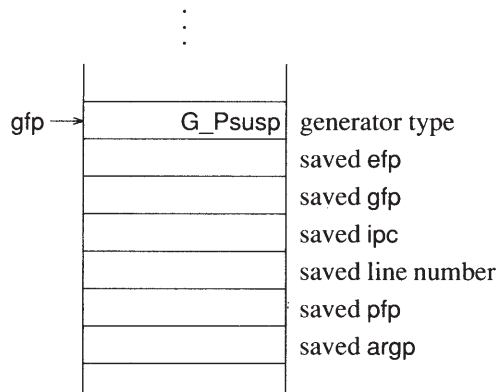 gfp G_Psusp generator type
saved efp
saved gfp
saved ipc
saved line number
saved pfp
saved argp